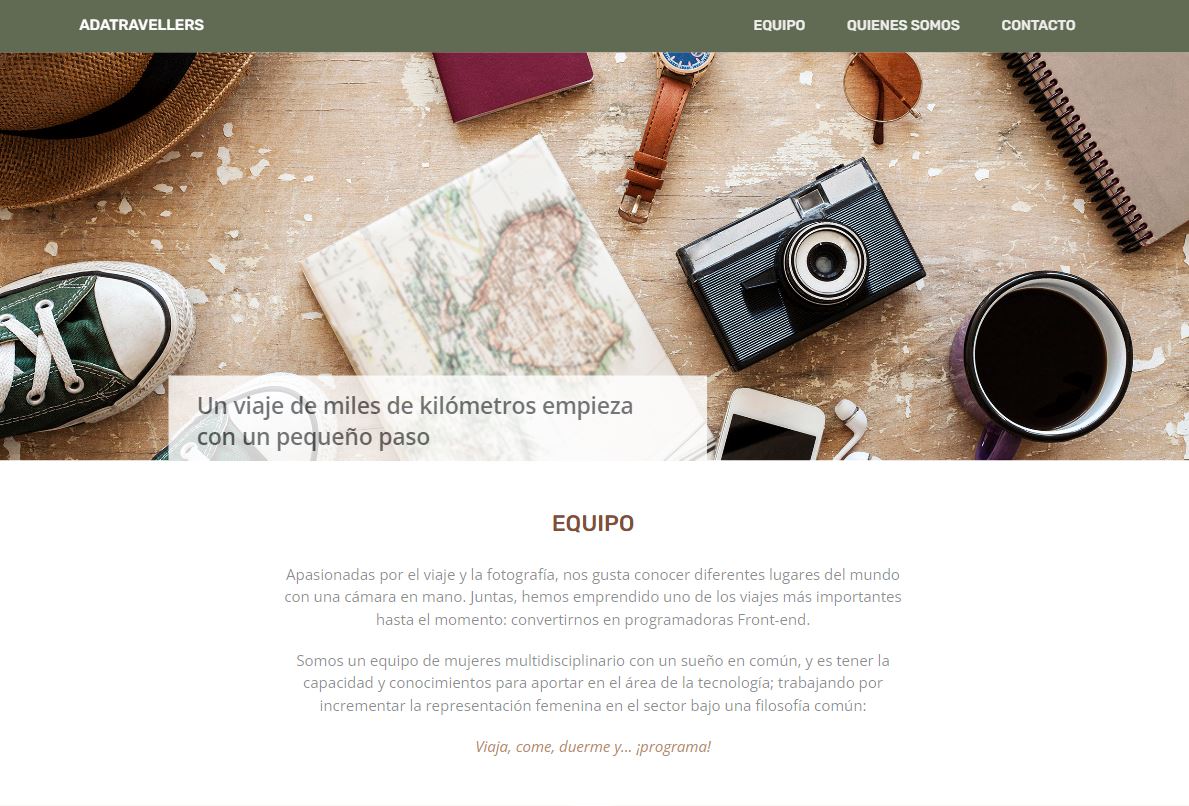 ADATRAVELLERS
EQUIPO QUIENES SOMOS CONTACTO
Un viaje de miles de kilómetros empieza
con un pequeño paso
EQUIPO
Apasionadas por el viaje y la fotografía, nos gusta conocer diferentes lugares del mundo
con una cámara en mano. Juntas, hemos emprendido uno de los viajes más importantes
hasta el momento: convertirnos en programadoras Front-end.
Somos un equipo de mujeres multidisciplinario con un sueño en común, y es tener la
capacidad y conocimientos para aportar en el área de la tecnología; trabajando por
incrementar la representación femenina en el sector bajo una filosofía común:
Viaja, come, duerme y... ¡programa!